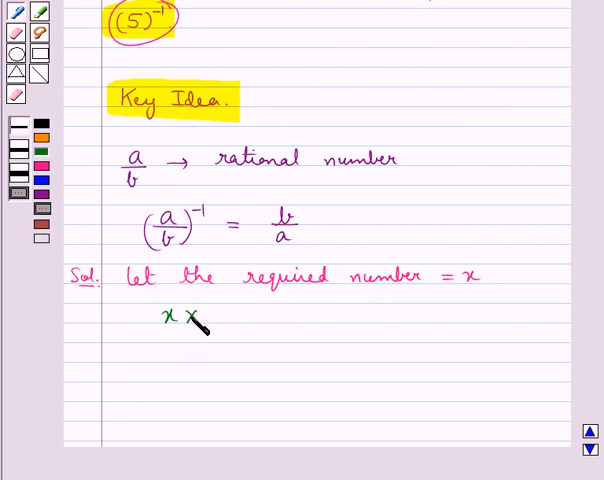 (5)⁻¹
Key Idea.
a/b → rational number
(a/b)⁻¹ = b/a
Sol. let the required number = x
x ×